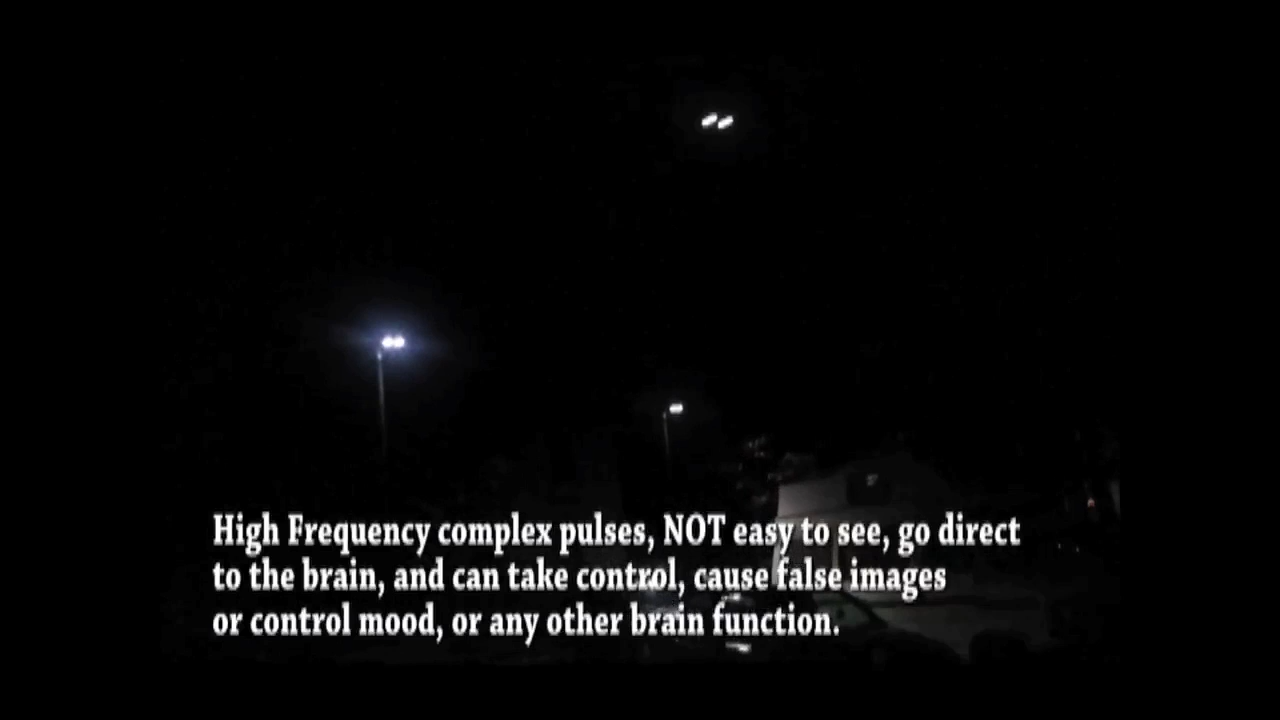 High Frequency complex pulses, NOT easy to see, go direct
to the brain, and can take control, cause false images
or control mood, or any other brain function.